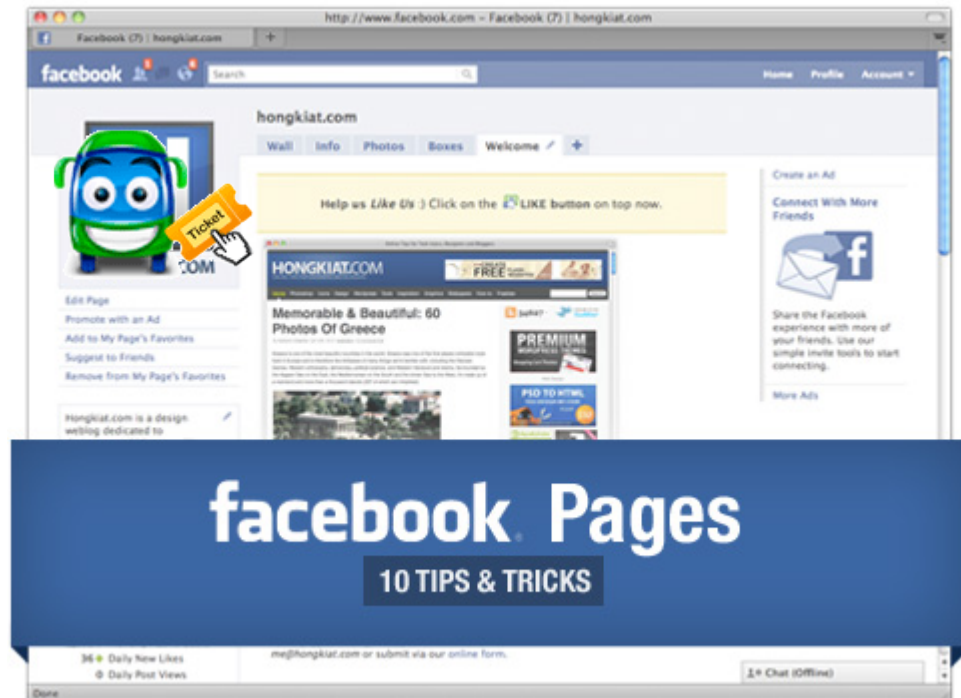 http://www.facebook.com – Facebook (7) | hongkiat.com
Facebook (7) | hongkiat.com
facebook
Search
Home Profile Account
hongkiat.com
Wall Info Photos Boxes Welcome
Create an Ad
Help us Like Us :) Click on the LIKE button on top now.
Connect With More
Friends
Ticket
.COM
HONGKIAT.COM
FREE
Edit Page
Promote with an Ad
Add to My Page's Favorites
Suggest to Friends
Remove from My Page's Favorites
Memorable & Beautiful: 60
Photos Of Greece
PREMIUM
PSD TO HTML
Share the Facebook
experience with more of
your friends. Use our
simple invite tools to start
connecting.
More Ads
Hongkiat.com is a design
weblog dedicated to
facebook Pages
10 TIPS & TRICKS
36 Daily New Likes
0 Daily Post Views
me@hongkiat.com or submit via our online form.
Chat (Offline)
Done